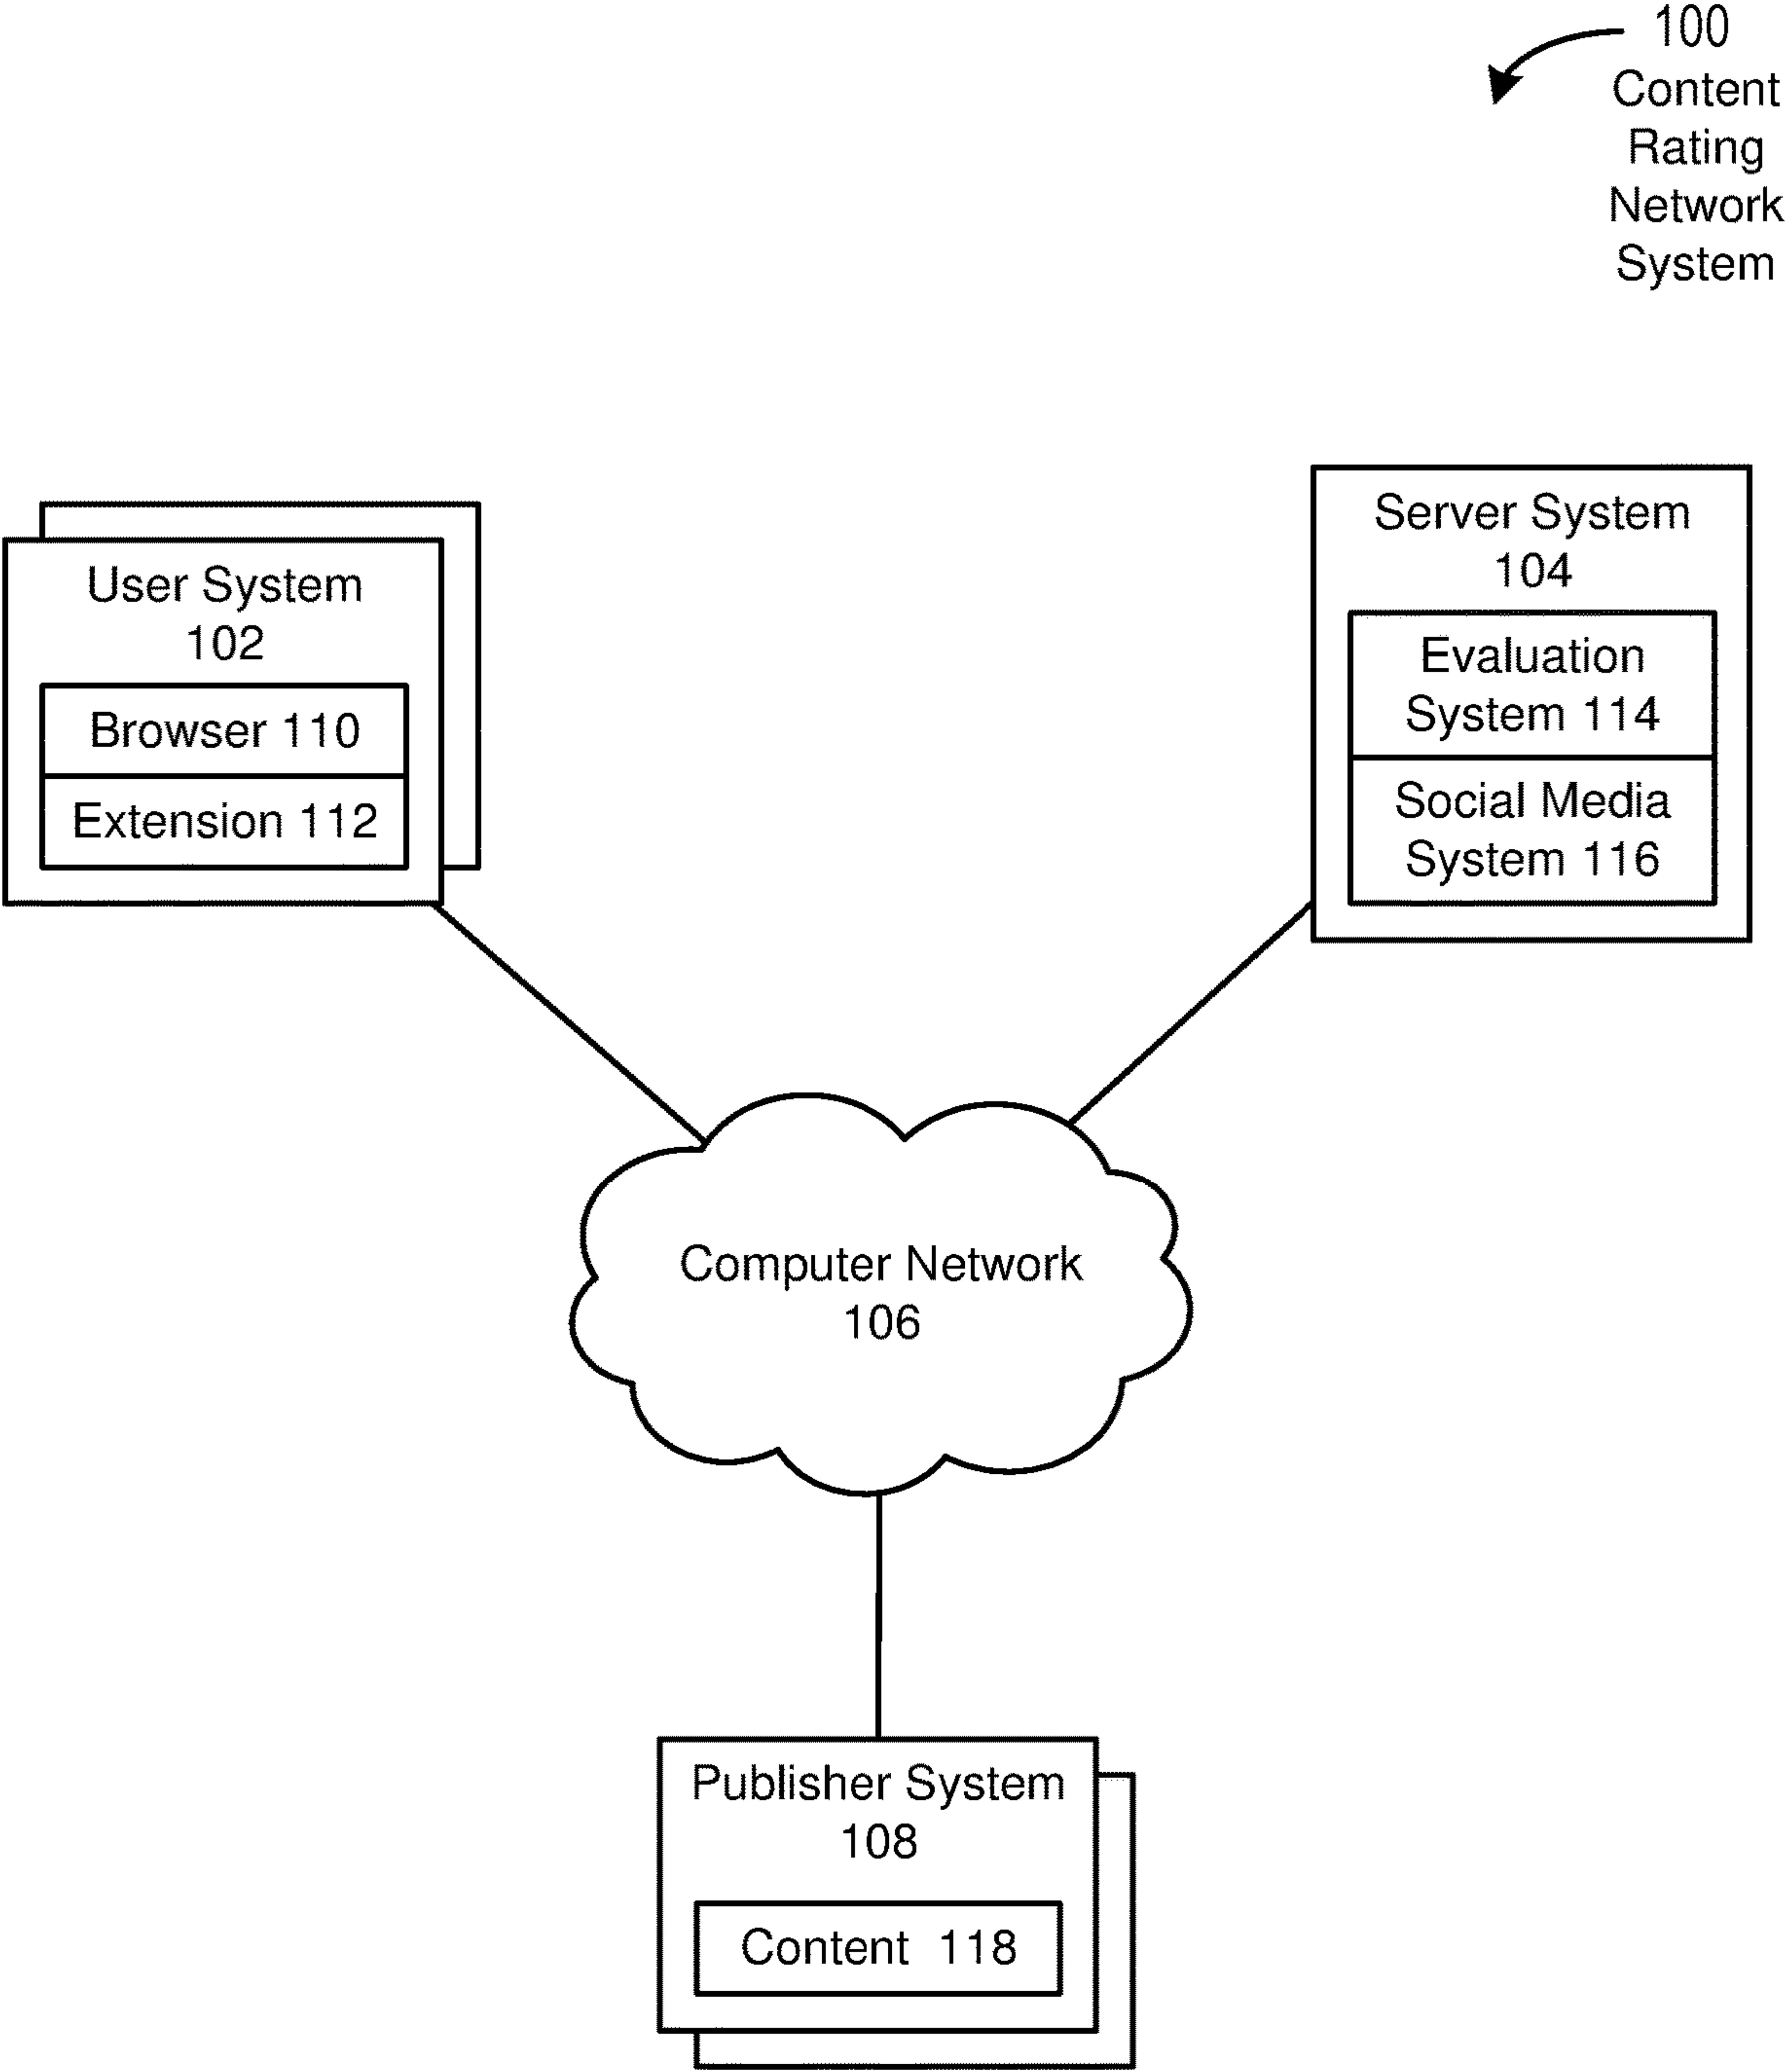 100
Content
Rating
Network
System
User System
102
Browser 110
Extension 112
Server System
104
Evaluation
System 114
Social Media
System 116
Computer Network
106
Publisher System
108
Content 118